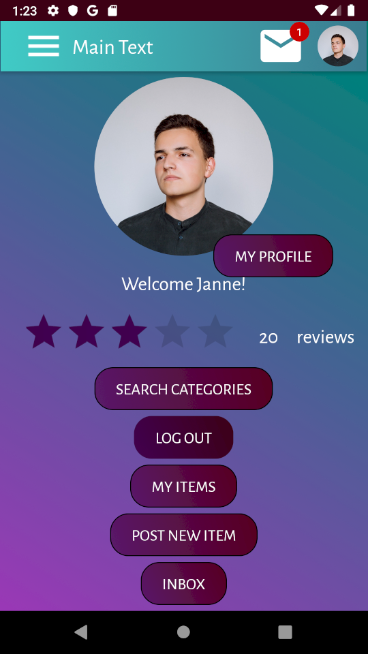 1:23
Main Text
1
MY PROFILE
Welcome Janne!
20 reviews
SEARCH CATEGORIES
LOG OUT
MY ITEMS
POST NEW ITEM
INBOX